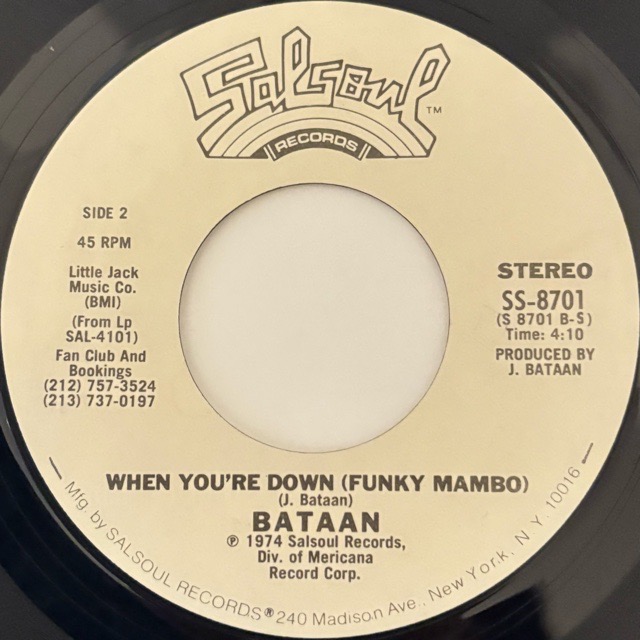 Salsoul™
RECORDS
SIDE 2
45 RPM
Little Jack
Music Co.
(BMI)
(From Lp
SAL-4101)
Fan Club And
Bookings
(212) 757-3524
(213) 737-0197
STEREO
SS-8701
(S 8701 B-S)
Time: 4:10
PRODUCED BY
J. BATAAN
WHEN YOU'RE DOWN (FUNKY MAMBO)
(J. Bataan)
BATAAN
℗ 1974 Salsoul Records,
Div. of Mericana
Record Corp.
— Mfg. by SALSOUL RECORDS® 240 Madison Ave., New York, N.Y. 10016 —